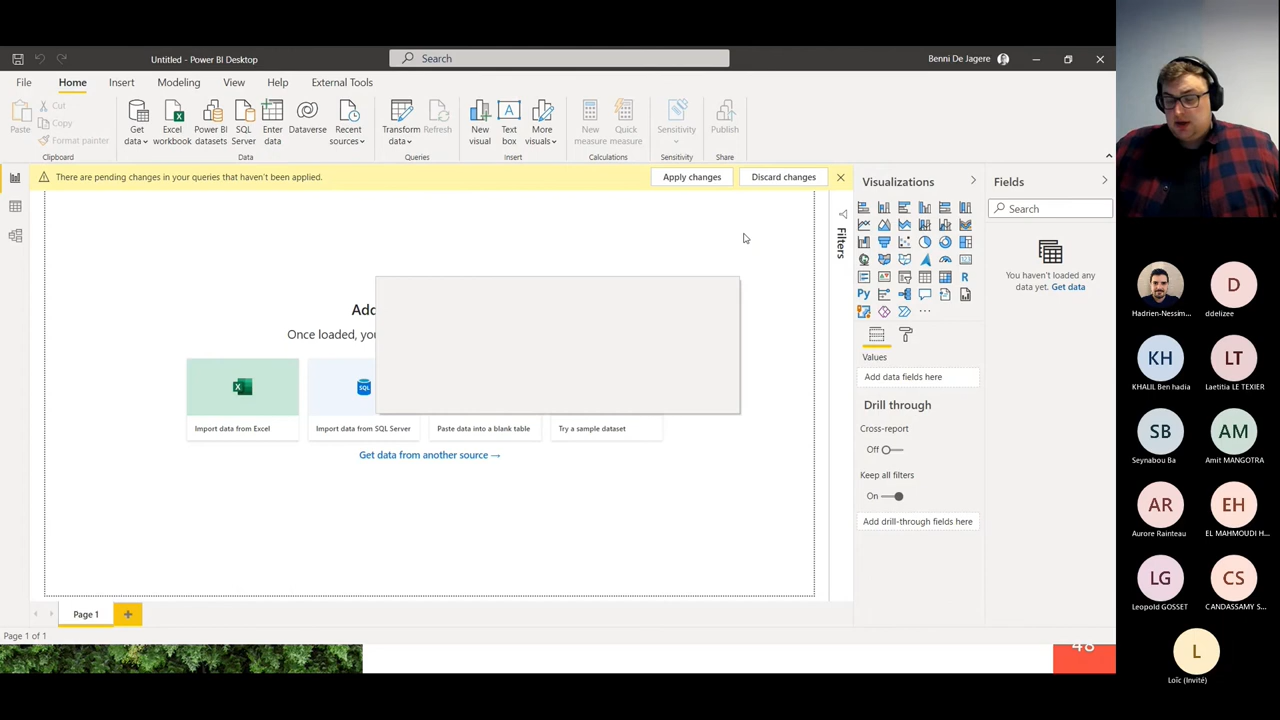 Untitled - Power BI Desktop
Search
Benni De Jagere
File
Home
Insert
Modeling
View
Help
External Tools
Paste
Cut
Copy
Format painter
Get data
Excel workbook
Power BI datasets
SQL Server
Enter data
Dataverse
Recent sources
Transform data
Refresh
New visual
Text box
More visuals
New measure
Quick measure
Sensitivity
Publish
Clipboard
Data
Queries
Insert
Calculations
Sensitivity
Share
There are pending changes in your queries that haven't been applied.
Apply changes
Discard changes
Visualizations
Fields
Search
Filters
You haven't loaded any
data yet. Get data
Add
Once loaded, you
SQL
Import data from Excel
Import data from SQL Server
Paste data into a blank table
Try a sample dataset
Get data from another source →
R
Py
Values
Add data fields here
Drill through
Cross-report
Off
Keep all filters
On
Add drill-through fields here
Page 1
Page 1 of 1
48
Hadrien-Nessim...
D
ddelizee
KH
KHALIL Ben hadia
LT
Laetitia LE TEXIER
SB
Seynabou Ba
AM
Amit MANGOTRA
AR
Aurore Rainteau
EH
EL MAHMOUDI H...
LG
Leopold GOSSET
CS
CANDASSAMY S...
L
Loïc (Invité)